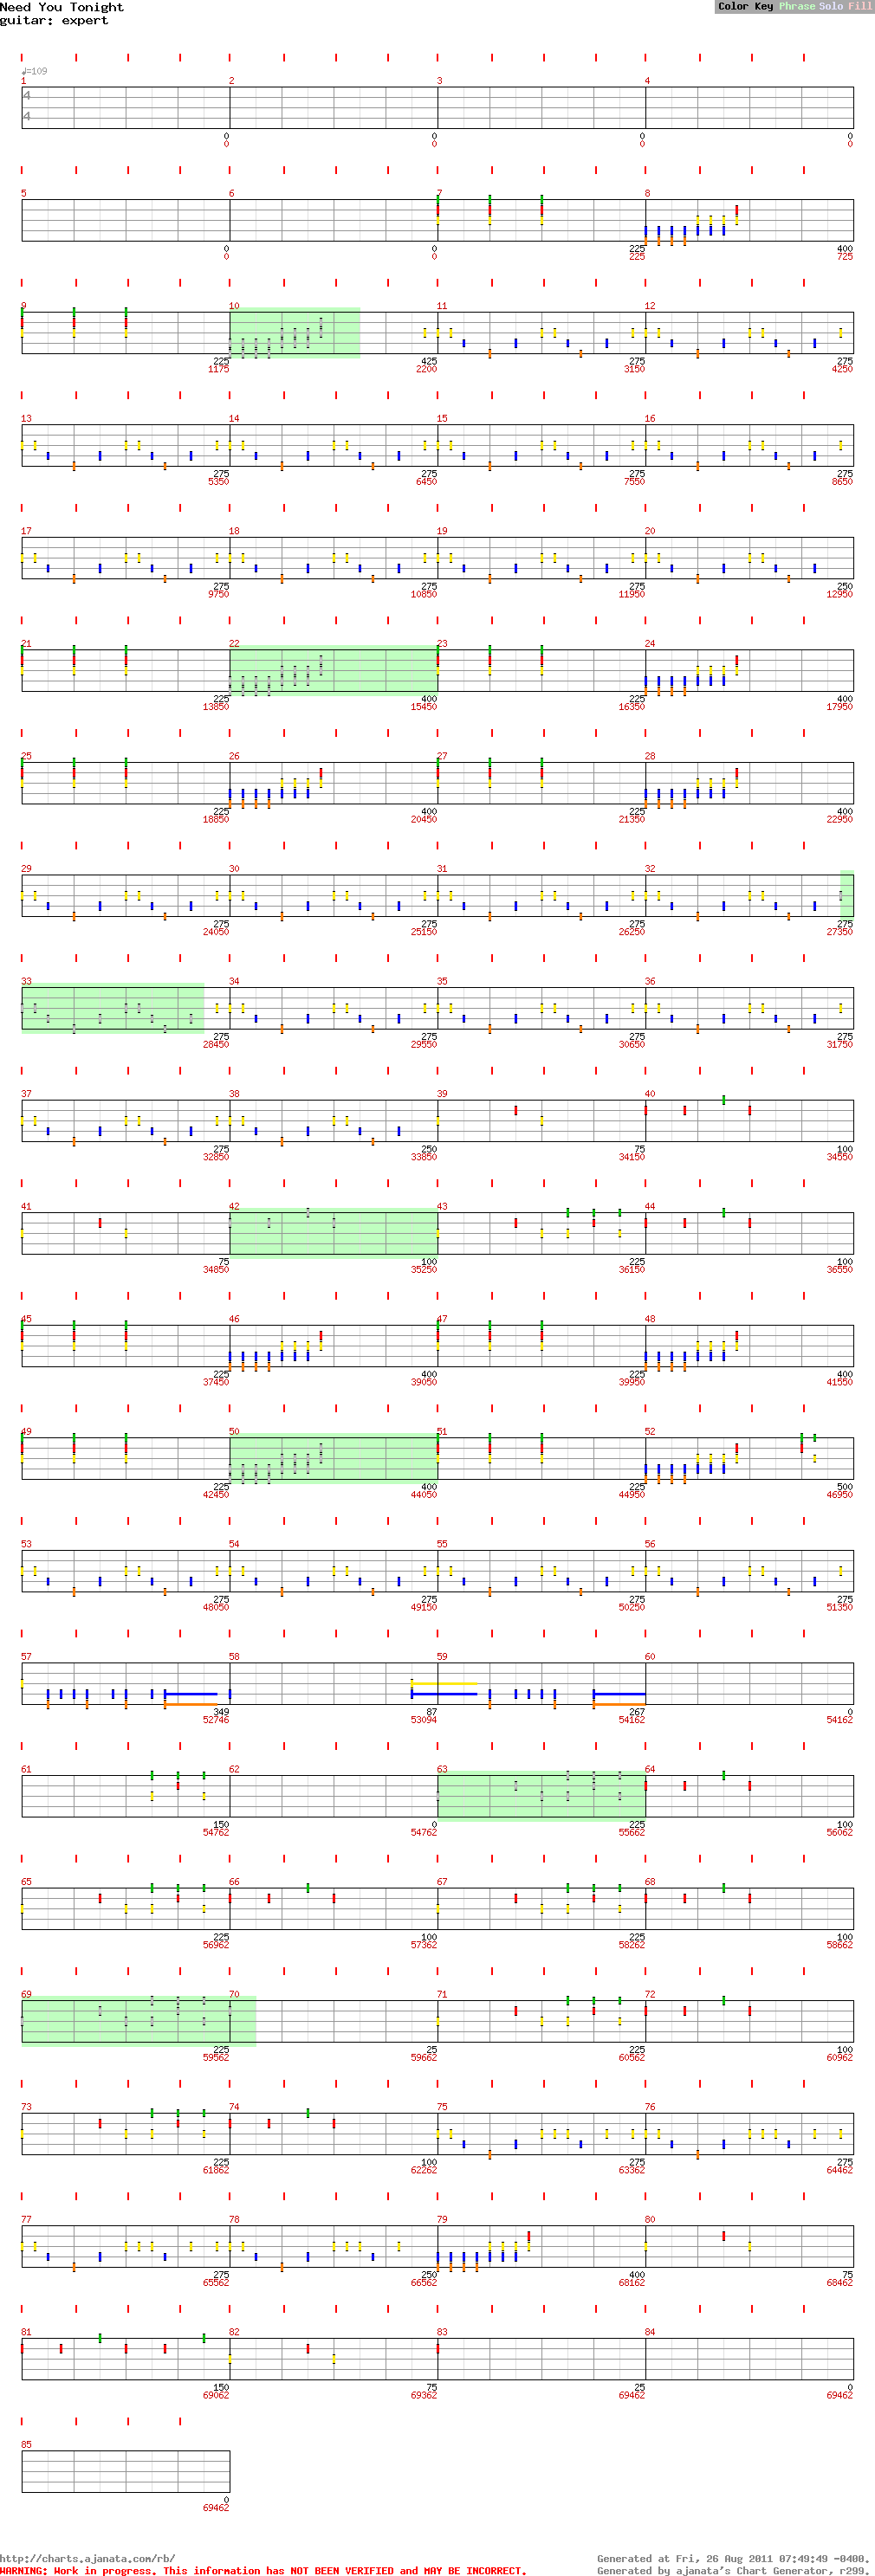 Need You Tonight
Color Key Phrase Solo Fill
guitar: expert
♩=109
1 2 3 4
4
4
0 0 0 0
0 0 0 0
5 6 7 8
0 0 225 400
0 0 225 725
9 10 11 12
225 425 275 275
1175 2200 3150 4250
13 14 15 16
275 275 275 275
5350 6450 7550 8650
17 18 19 20
275 275 275 250
9750 10850 11950 12950
21 22 23 24
225 400 225 400
13850 15450 16350 17950
25 26 27 28
225 400 225 400
18850 20450 21350 22950
29 30 31 32
275 275 275 275
24050 25150 26250 27350
33 34 35 36
275 275 275 275
28450 29550 30650 31750
37 38 39 40
275 250 75 100
32850 33850 34150 34550
41 42 43 44
75 100 225 100
34850 35250 36150 36550
45 46 47 48
225 400 225 400
37450 39050 39950 41550
49 50 51 52
225 400 225 500
42450 44050 44950 46950
53 54 55 56
275 275 275 275
48050 49150 50250 51350
57 58 59 60
349 87 267 0
52746 53094 54162 54162
61 62 63 64
150 0 225 100
54762 54762 55662 56062
65 66 67 68
225 100 225 100
56962 57362 58262 58662
69 70 71 72
225 25 225 100
59562 59662 60562 60962
73 74 75 76
225 100 275 275
61862 62262 63362 64462
77 78 79 80
275 250 400 75
65562 66562 68162 68462
81 82 83 84
150 75 25 0
69062 69362 69462 69462
85
0
69462
http://charts.ajanata.com/rb/
Generated at Fri, 26 Aug 2011 07:49:49 -0400.
WARNING: Work in progress. This information has NOT BEEN VERIFIED and MAY BE INCORRECT.
Generated by ajanata's Chart Generator, r299.